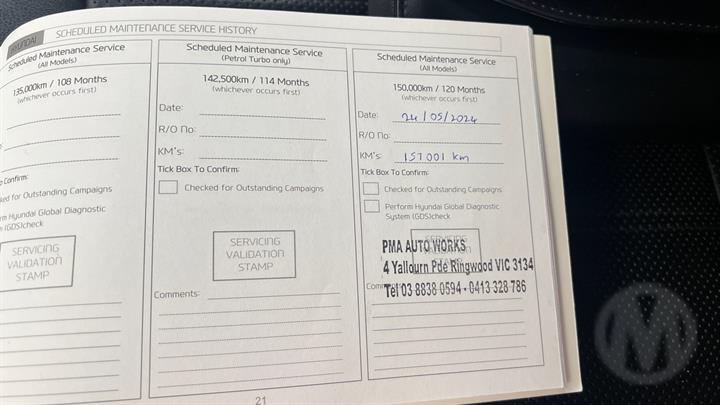 HYUNDAI
SCHEDULED MAINTENANCE SERVICE HISTORY
Scheduled Maintenance Service
(All Models)
135,000km / 108 Months
(whichever occurs first)
Confirm:
for Outstanding Campaigns
Hyundai Global Diagnostic
(GDS)check
SERVICING
VALIDATION
STAMP
Scheduled Maintenance Service
(Petrol Turbo only)
142,500km / 114 Months
(whichever occurs first)
Date:
R/O No:
KM's:
Tick Box To Confirm:
Checked for Outstanding Campaigns
SERVICING
VALIDATION
STAMP
Comments:
21
Scheduled Maintenance Service
(All Models)
150,000km / 120 Months
(whichever occurs first)
Date: 24/05/2024
R/O No:
KM's: 157001 km
Tick Box To Confirm:
Checked for Outstanding Campaigns
Perform Hyundai Global Diagnostic
System (GDS)check
PMA AUTO WORKS
4 Yallourn Pde Ringwood VIC 3134
Tel 03 8838 0594 - 0413 328 786
M